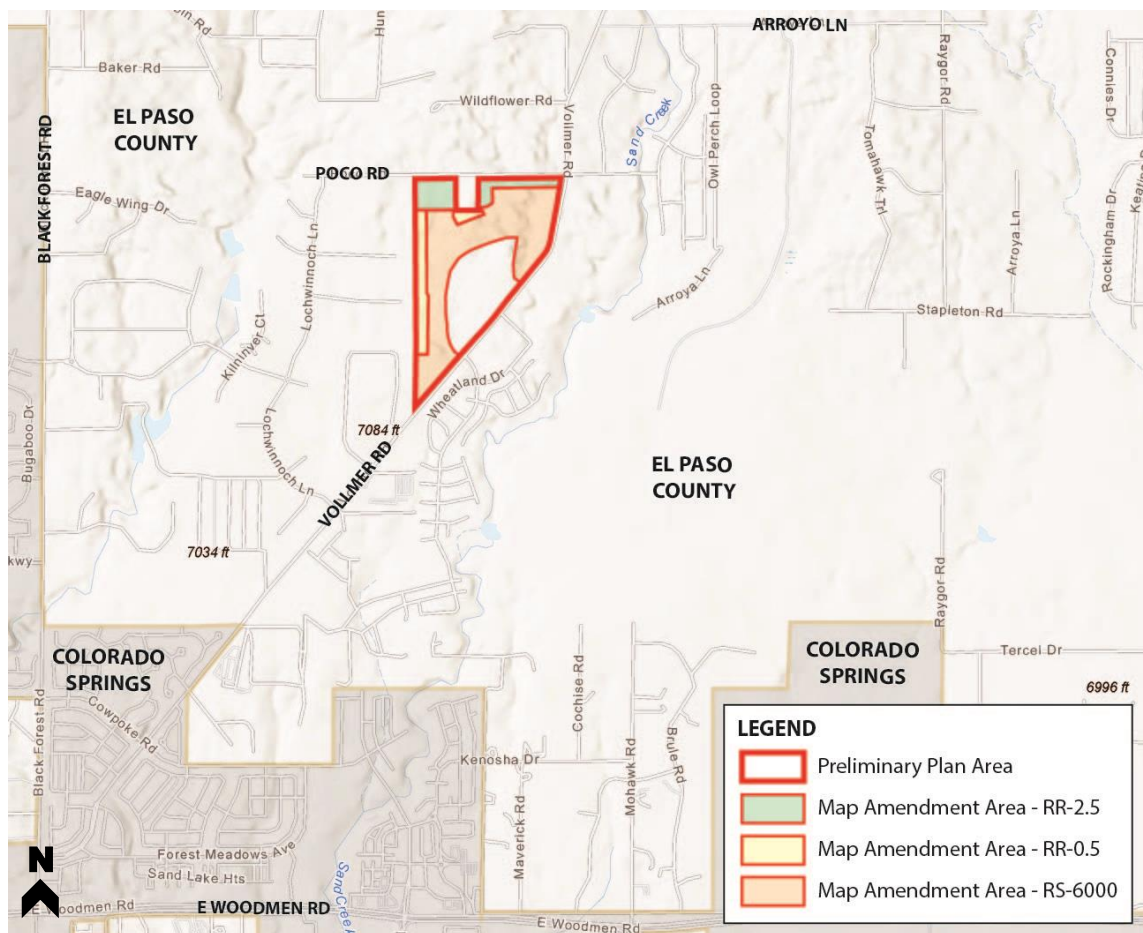 ARROYO LN
Baker Rd
Raygor Rd
Connies Dr
Wildflower Rd
Vollmer Rd
Sand Creek
Owl Perch Loop
EL PASO
COUNTY
BLACK FOREST RD
POCO RD
Tomahawk Trl
Eagle Wing Dr
Lochwinnoch Ln
Arroya Ln
Arroya Ln
Rockingham Dr
Stapleton Rd
Kilninver Ct
Wheatland Dr
7084 ft
Bugaboo Dr
Lochwinnoch Ln
VOLLMER RD
EL PASO
COUNTY
7034 ft
kwy
Raygor Rd
COLORADO
SPRINGS
COLORADO
SPRINGS
Tercel Dr
6996 ft
Black Forest Rd
Cowpoke Rd
Cochise Rd
Kenosha Dr
Mohawk Rd
Brule Rd
Maverick Rd
LEGEND
Preliminary Plan Area
Map Amendment Area - RR-2.5
Map Amendment Area - RR-0.5
Map Amendment Area - RS-6000
Forest Meadows Ave
Sand Lake Hts
N
E Woodmen Rd
E WOODMEN RD
E Woodmen Rd